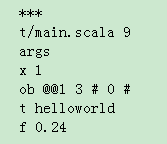 ***
t/main.scala 9
args
x 1
ob @@1 3 # 0 #
t helloworld
f 0.24